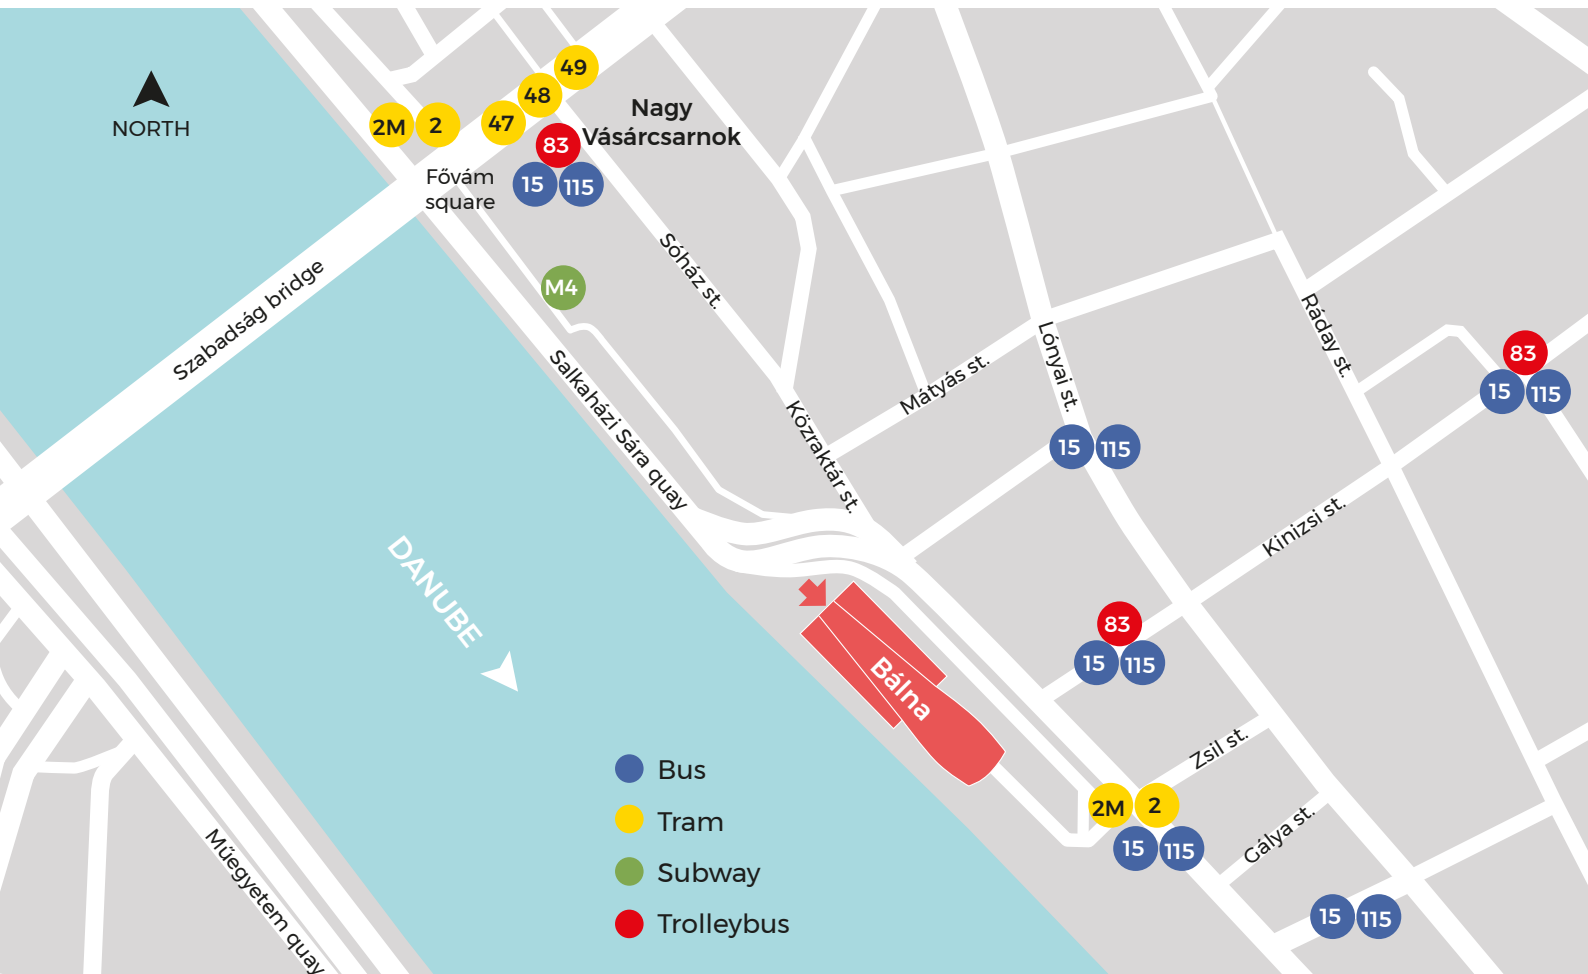 49
48
47
2M
2
NORTH
Nagy
Vásárcsarnok
83
15
115
Fővám
square
M4
Sóház st.
Szabadság bridge
Salkaházi Sára quay
Közraktár st.
Mátyás st.
Lónyai st.
Ráday st.
83
15
115
15
115
Kinizsi st.
DANUBE
83
15
115
Bálna
Zsil st.
2M
2
15
115
Gálya st.
15
115
Műegyetem quay
Bus
Tram
Subway
Trolleybus